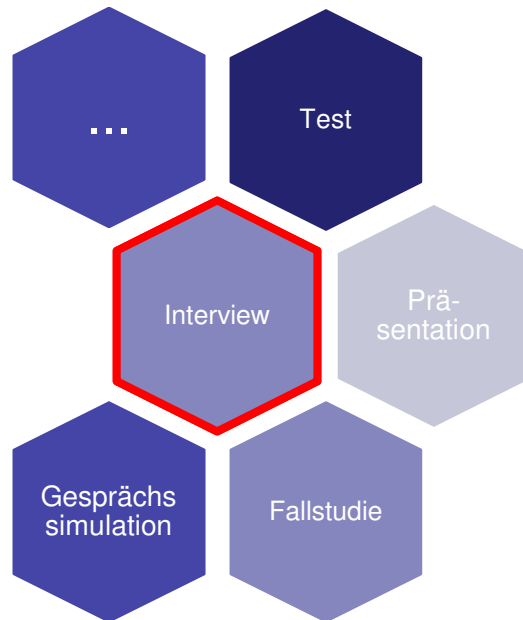 ...
Test
Interview
Prä-
sentation
Gesprächs
simulation
Fallstudie